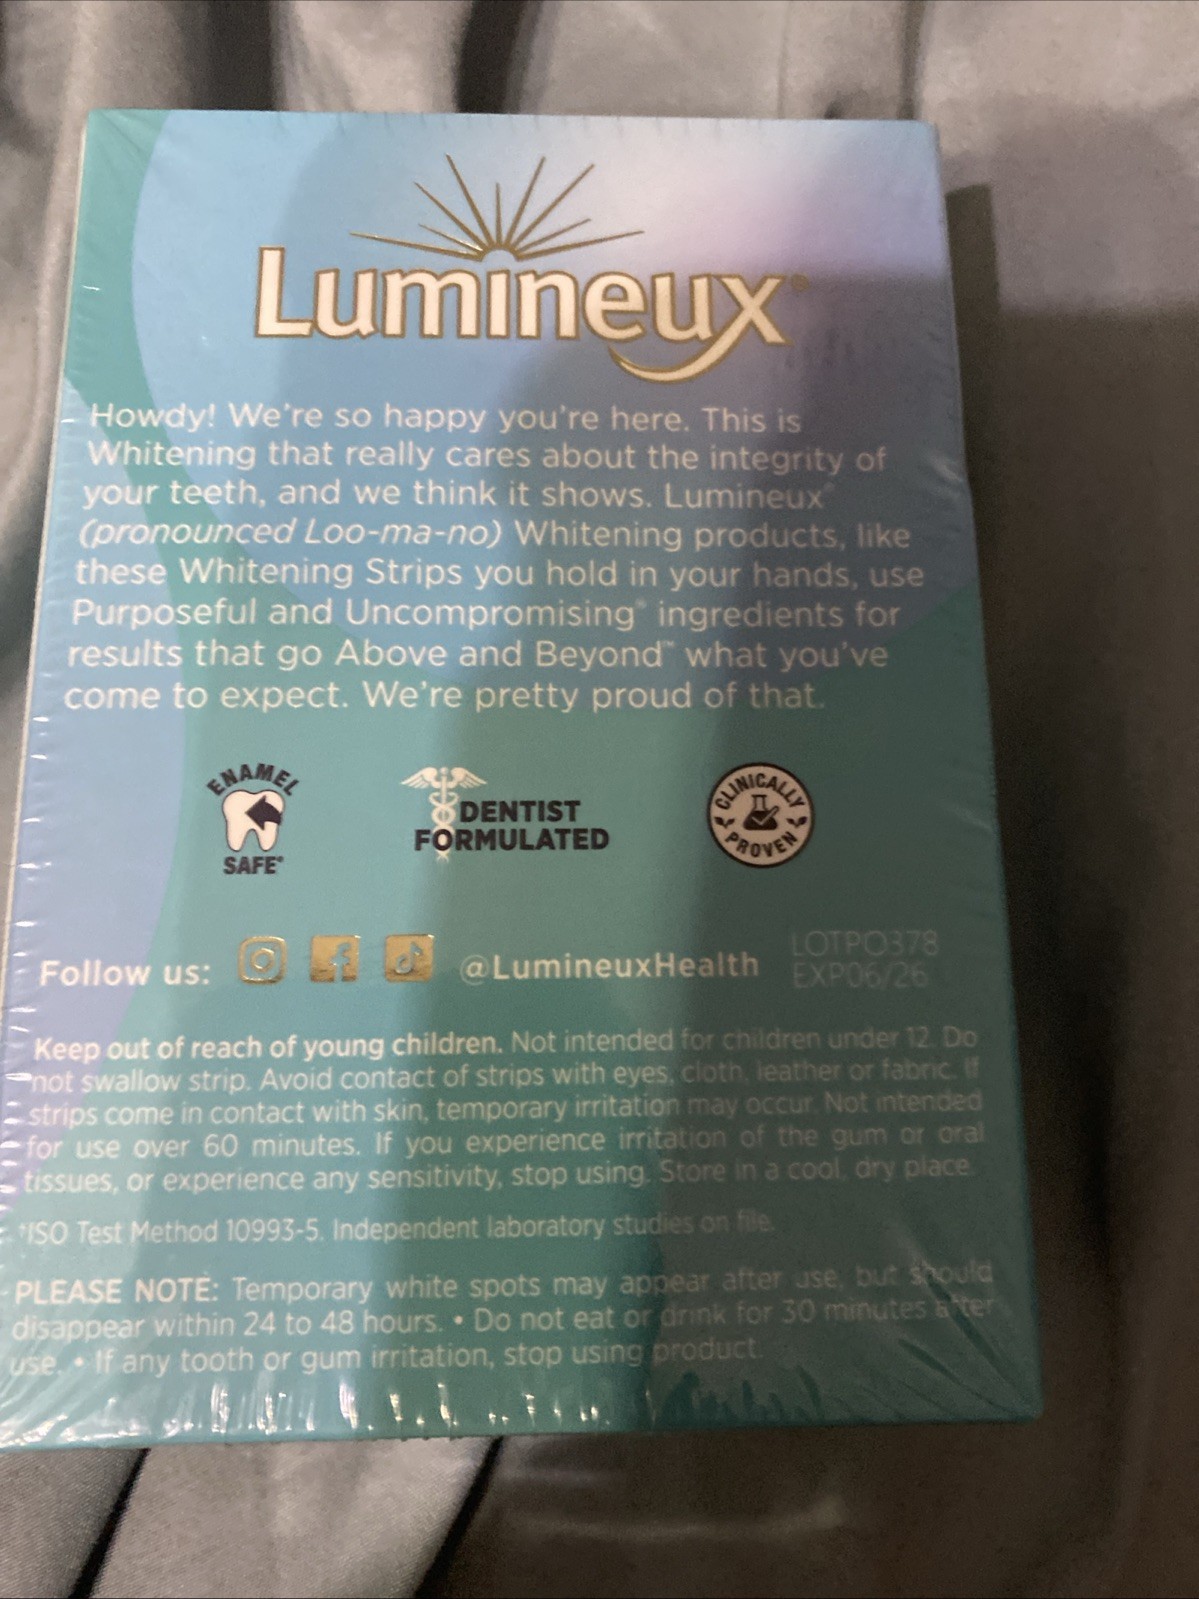 Lumineux®
Howdy! We're so happy you're here. This is
Whitening that really cares about the integrity of
your teeth, and we think it shows. Lumineux®
(pronounced Loo-ma-no) Whitening products, like
these Whitening Strips you hold in your hands, use
Purposeful and Uncompromising® ingredients for
results that go Above and Beyond™ what you've
come to expect. We're pretty proud of that.
ENAMEL
SAFE*
DENTIST
FORMULATED
CLINICALLY
PROVEN
Follow us: @LumineuxHealth
LOTPO378
EXP06/26
Keep out of reach of young children. Not intended for children under 12. Do
not swallow strip. Avoid contact of strips with eyes, cloth, leather or fabric. If
strips come in contact with skin, temporary irritation may occur. Not intended
for use over 60 minutes. If you experience irritation of the gum or oral
tissues, or experience any sensitivity, stop using. Store in a cool, dry place.
*ISO Test Method 10993-5. Independent laboratory studies on file.
PLEASE NOTE: Temporary white spots may appear after use, but should
disappear within 24 to 48 hours. • Do not eat or drink for 30 minutes after
use. • If any tooth or gum irritation, stop using product.